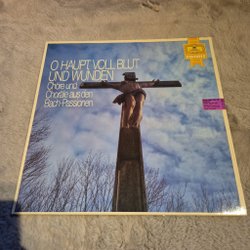 O HAUPT VOLL BLUT
UND WUNDEN
Chöre und
Choräle aus den
Bach-Passionen